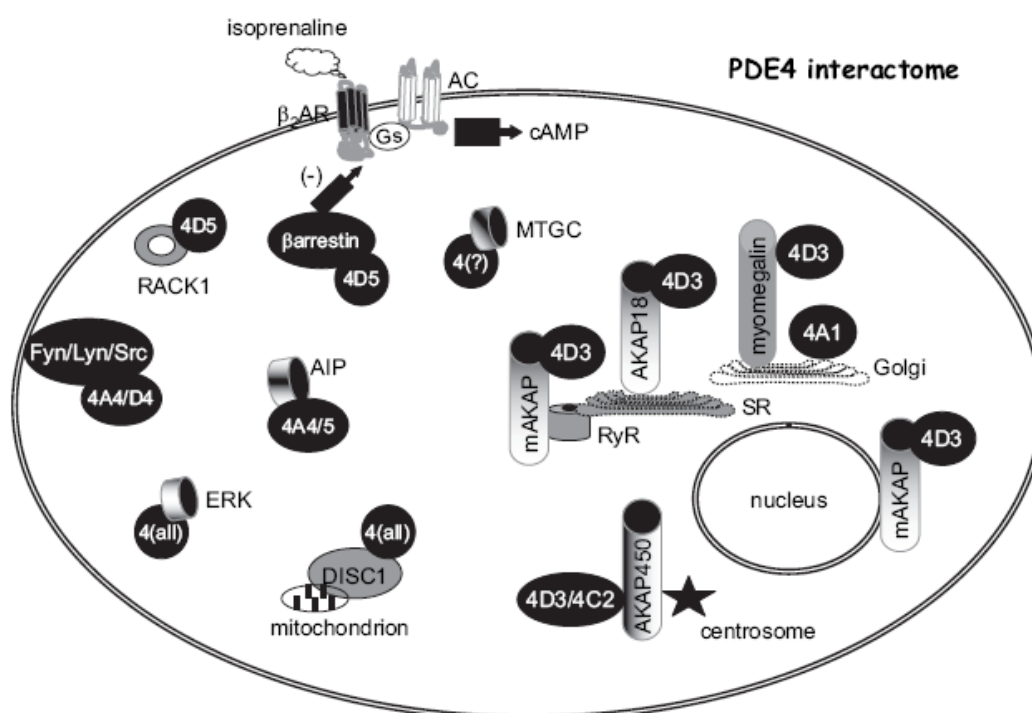 isoprenaline
AC
PDE4 interactome
β₂AR
Gs
cAMP
(-)
4D5
RACK1
βarrestin
4D5
MTGC
4(?)
4D3
AKAP18
4D3
myomegalin
4A1
Golgi
Fyn/Lyn/Src
4A4/D4
AIP
4A4/5
4D3
mAKAP
RyR
SR
4D3
mAKAP
nucleus
ERK
4(all)
4(all)
DISC1
mitochondrion
4D3/4C2
AKAP450
centrosome